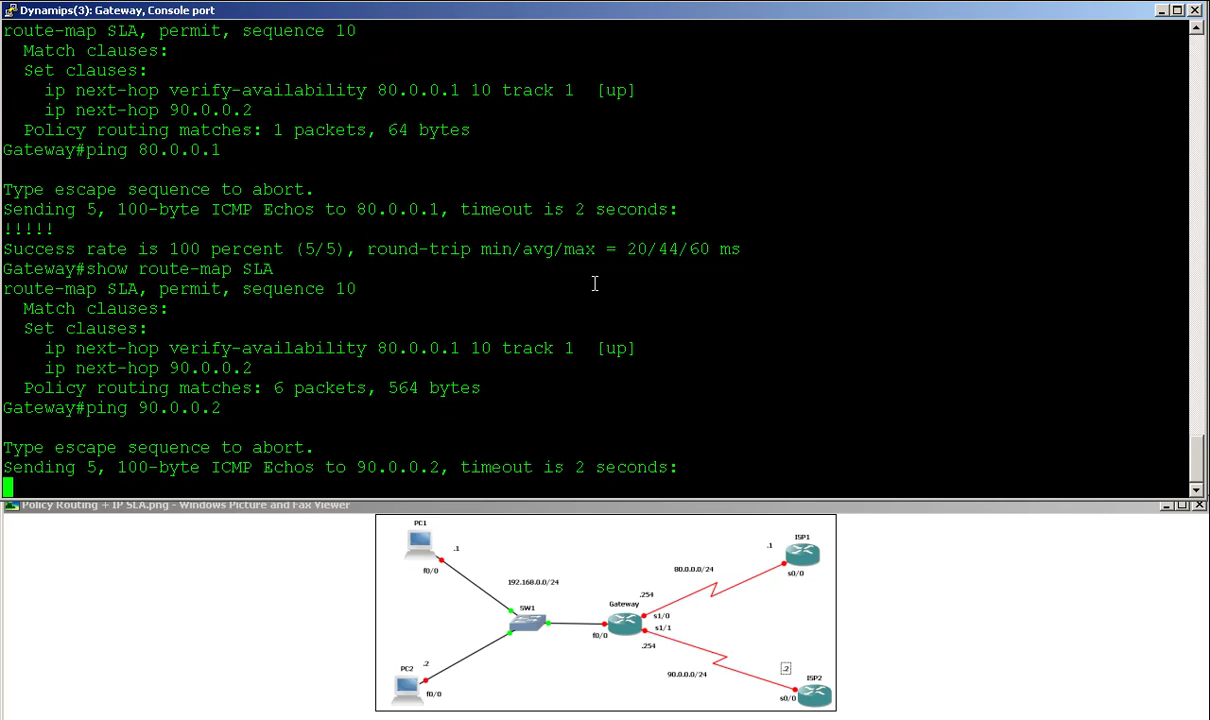 Dynamips(3): Gateway, Console port
route-map SLA, permit, sequence 10
  Match clauses:
  Set clauses:
    ip next-hop verify-availability 80.0.0.1 10 track 1  [up]
    ip next-hop 90.0.0.2
  Policy routing matches: 1 packets, 64 bytes
Gateway#ping 80.0.0.1
Type escape sequence to abort.
Sending 5, 100-byte ICMP Echos to 80.0.0.1, timeout is 2 seconds:
!!!!!
Success rate is 100 percent (5/5), round-trip min/avg/max = 20/44/60 ms
Gateway#show route-map SLA
route-map SLA, permit, sequence 10
  Match clauses:
  Set clauses:
    ip next-hop verify-availability 80.0.0.1 10 track 1  [up]
    ip next-hop 90.0.0.2
  Policy routing matches: 6 packets, 564 bytes
Gateway#ping 90.0.0.2
Type escape sequence to abort.
Sending 5, 100-byte ICMP Echos to 90.0.0.2, timeout is 2 seconds:
Policy Routing + IP SLA.png - Windows Picture and Fax Viewer
PC1
.1
f0/0
192.168.0.0/24
SW1
f0/0
Gateway
.254
s1/0
s1/1
.254
80.0.0.0/24
.1
ISP1
s0/0
90.0.0.0/24
.2
ISP2
s0/0
PC2
.2
f0/0